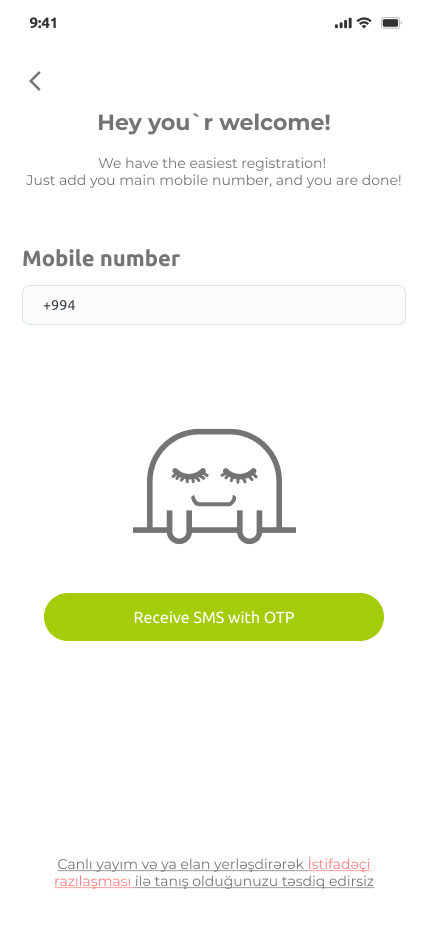 9:41
Hey you`r welcome!
We have the easiest registration!
Just add you main mobile number, and you are done!
Mobile number
+994
Receive SMS with OTP
Canlı yayım və ya elan yerləşdirərək İstifadəçi
razılaşması ilə tanış olduğunuzu təsdiq edirsiz